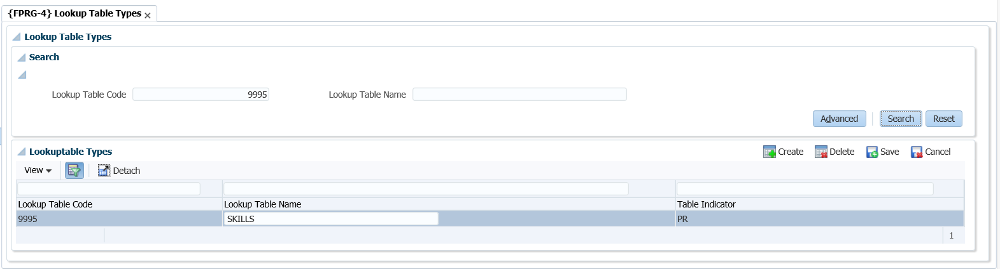 {FPRG-4} Lookup Table Types
Lookup Table Types
Search
Lookup Table Code 9995 Lookup Table Name
Advanced Search Reset
Lookuptable Types Create Delete Save Cancel
View Detach
Lookup Table Code Lookup Table Name Table Indicator
9995 SKILLS PR
1